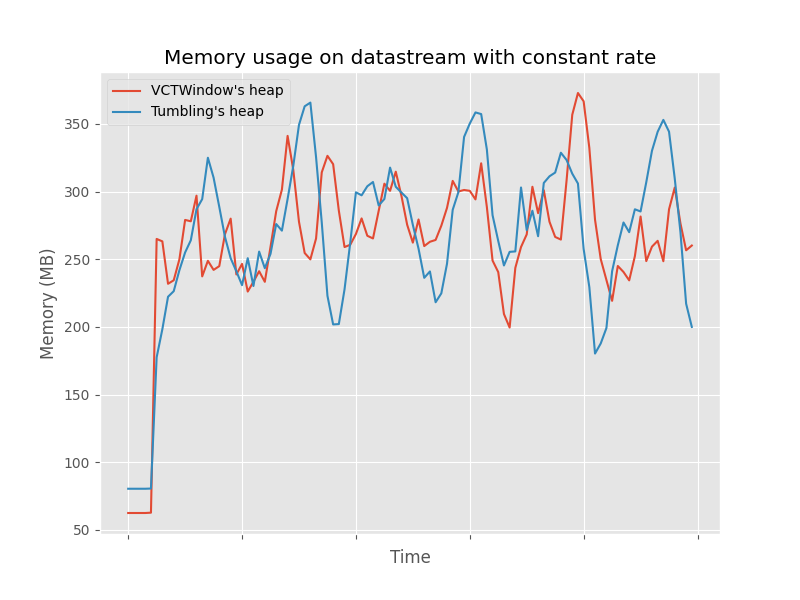 Memory usage on datastream with constant rate
VCTWindow's heap
Tumbling's heap
350
300
250
200
150
100
50
Memory (MB)
Time